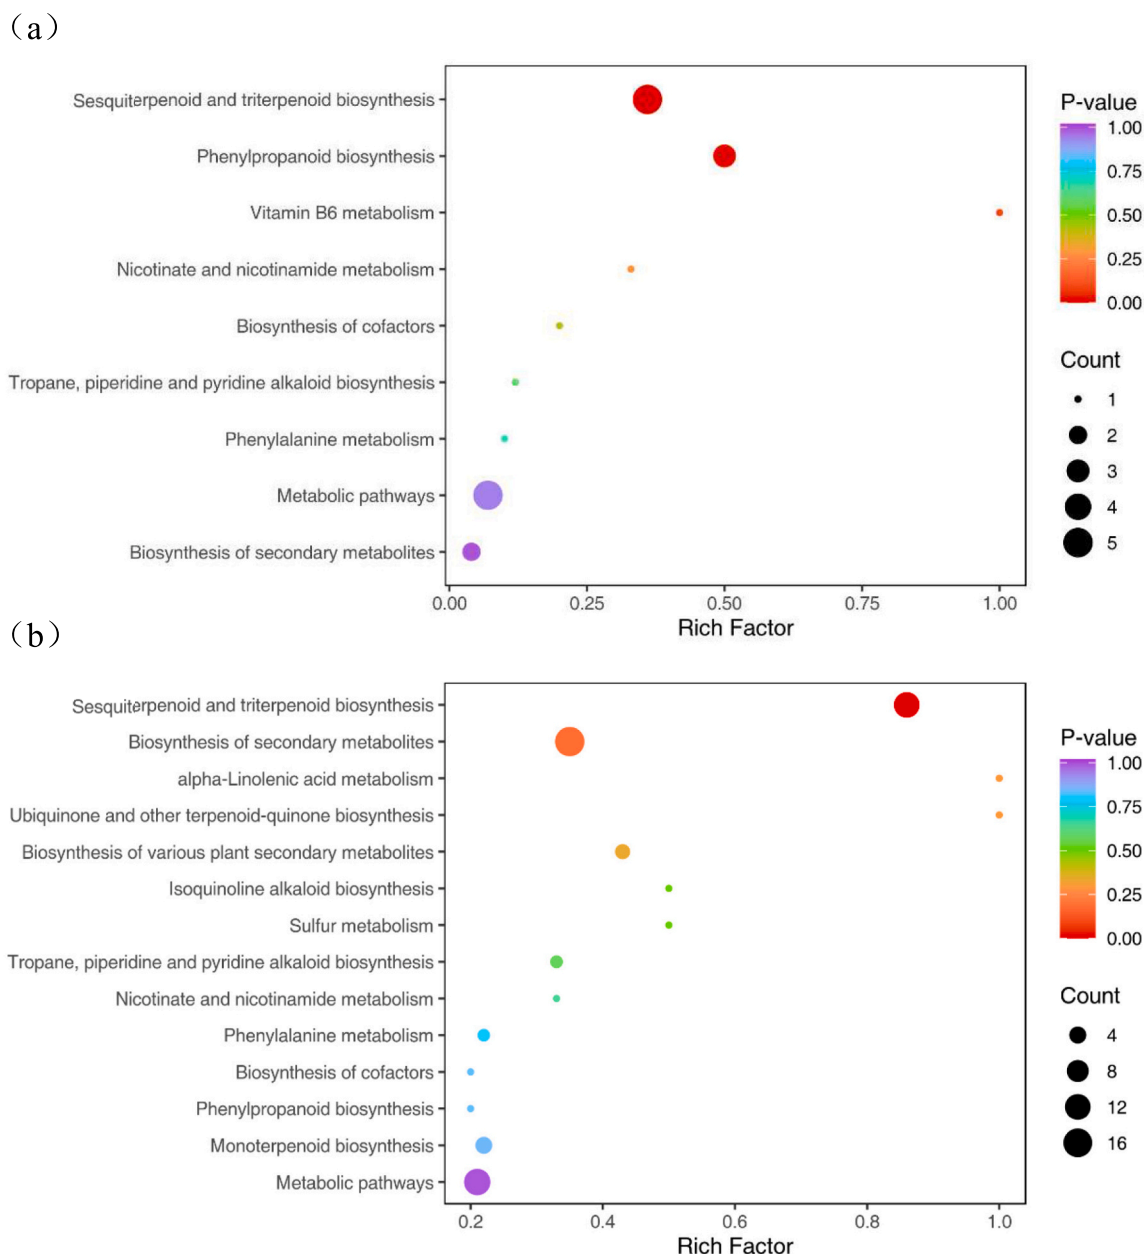 (a)
Sesquiterpenoid and triterpenoid biosynthesis
Phenylpropanoid biosynthesis
Vitamin B6 metabolism
Nicotinate and nicotinamide metabolism
Biosynthesis of cofactors
Tropane, piperidine and pyridine alkaloid biosynthesis
Phenylalanine metabolism
Metabolic pathways
Biosynthesis of secondary metabolites
0.00 0.25 0.50 0.75 1.00
Rich Factor
P-value
1.00
0.75
0.50
0.25
0.00
Count
1
2
3
4
5
(b)
Sesquiterpenoid and triterpenoid biosynthesis
Biosynthesis of secondary metabolites
alpha-Linolenic acid metabolism
Ubiquinone and other terpenoid-quinone biosynthesis
Biosynthesis of various plant secondary metabolites
Isoquinoline alkaloid biosynthesis
Sulfur metabolism
Tropane, piperidine and pyridine alkaloid biosynthesis
Nicotinate and nicotinamide metabolism
Phenylalanine metabolism
Biosynthesis of cofactors
Phenylpropanoid biosynthesis
Monoterpenoid biosynthesis
Metabolic pathways
0.2 0.4 0.6 0.8 1.0
Rich Factor
P-value
1.00
0.75
0.50
0.25
0.00
Count
4
8
12
16